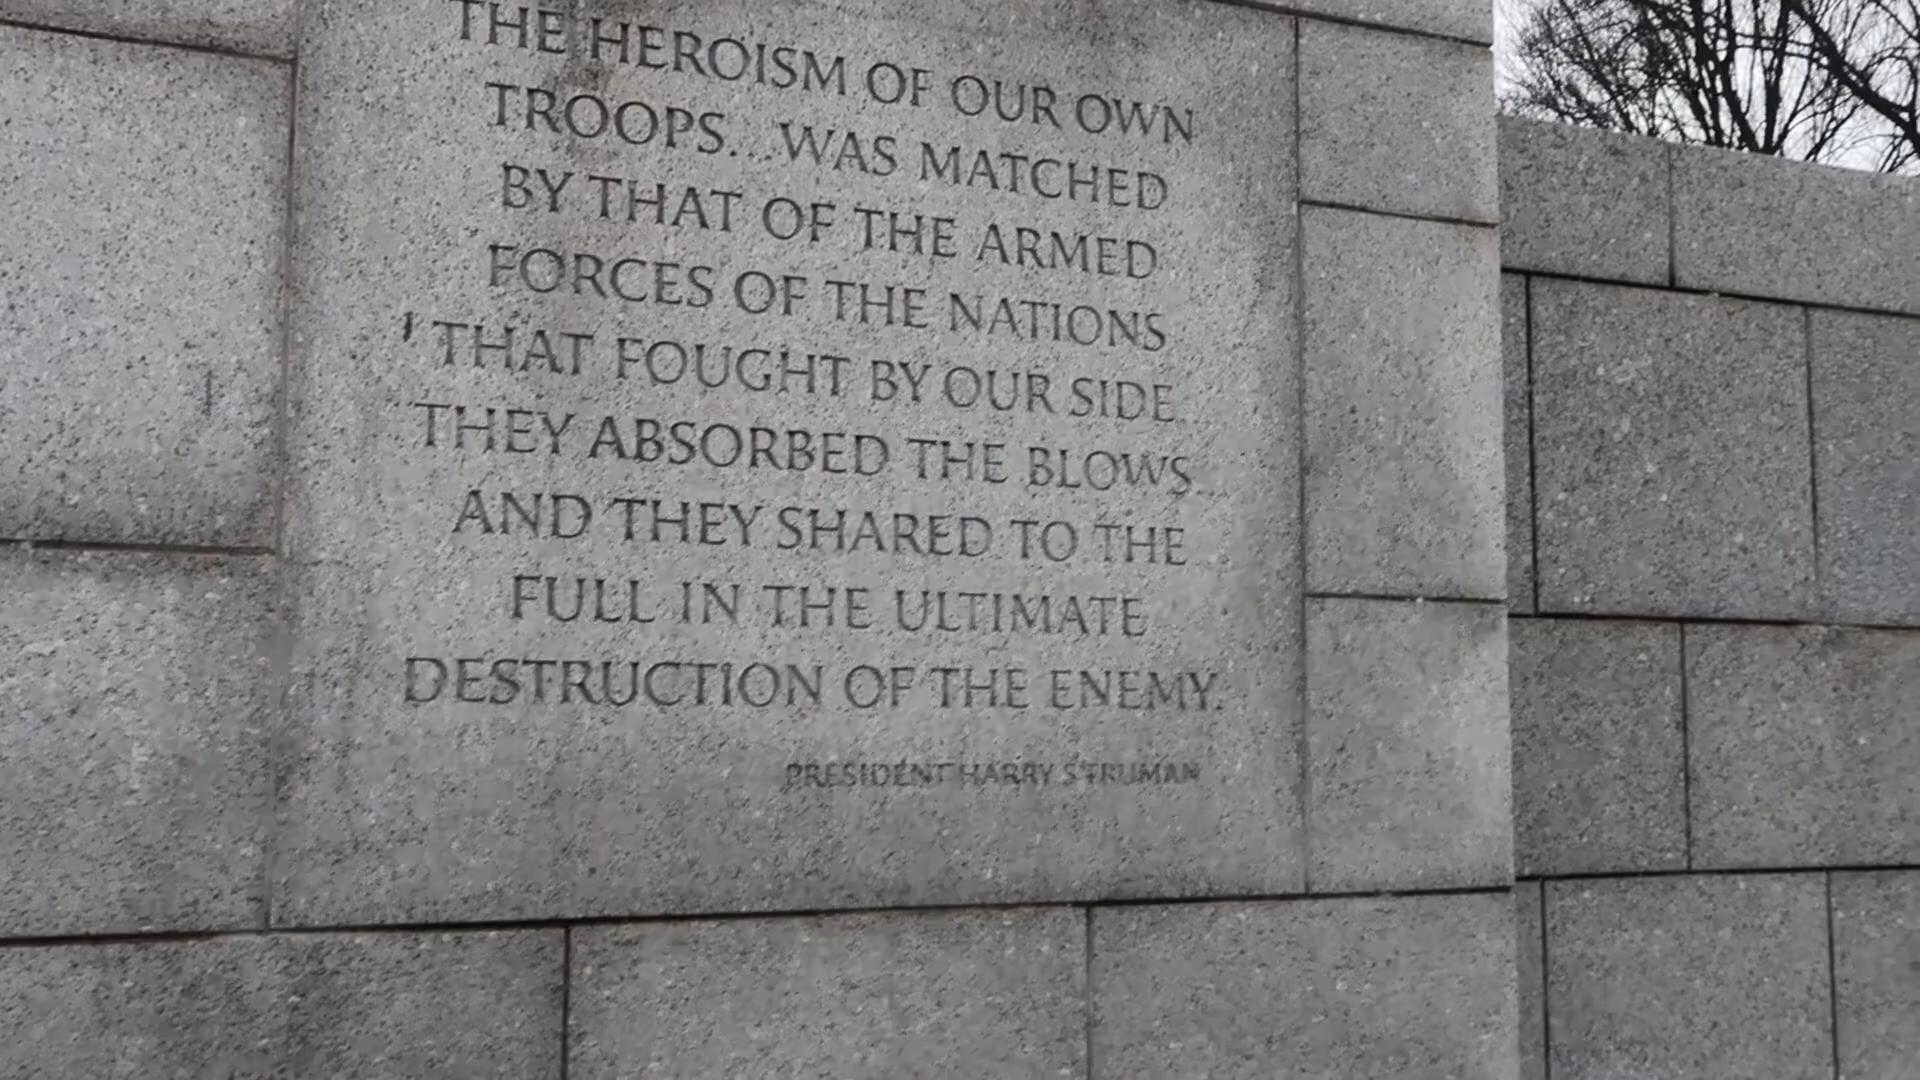 THE HEROISM OF OUR OWN
TROOPS...WAS MATCHED
BY THAT OF THE ARMED
FORCES OF THE NATIONS
THAT FOUGHT BY OUR SIDE...
THEY ABSORBED THE BLOWS...
AND THEY SHARED TO THE
FULL IN THE ULTIMATE
DESTRUCTION OF THE ENEMY.
PRESIDENT HARRY S TRUMAN